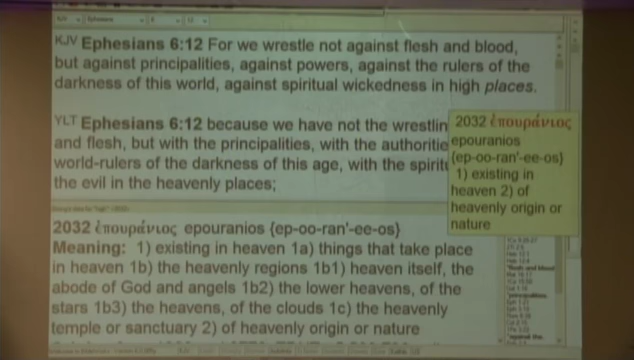 KJV Ephesians 6:12 For we wrestle not against flesh and blood,
but against principalities, against powers, against the rulers of the
darkness of this world, against spiritual wickedness in high places.
YLT Ephesians 6:12 because we have not the wrestlin
and flesh, but with the principalities, with the authoritie
world-rulers of the darkness of this age, with the spirit
the evil in the heavenly places;
2032 ἐπουράνιος
epouranios
{ep-oo-ran'-ee-os}
1) existing in
heaven 2) of
heavenly origin or
nature
2032 ἐπουράνιος epouranios {ep-oo-ran'-ee-os}
Meaning: 1) existing in heaven 1a) things that take place
in heaven 1b) the heavenly regions 1b1) heaven itself, the
abode of God and angels 1b2) the lower heavens, of the
stars 1b3) the heavens, of the clouds 1c) the heavenly
temple or sanctuary 2) of heavenly origin or nature